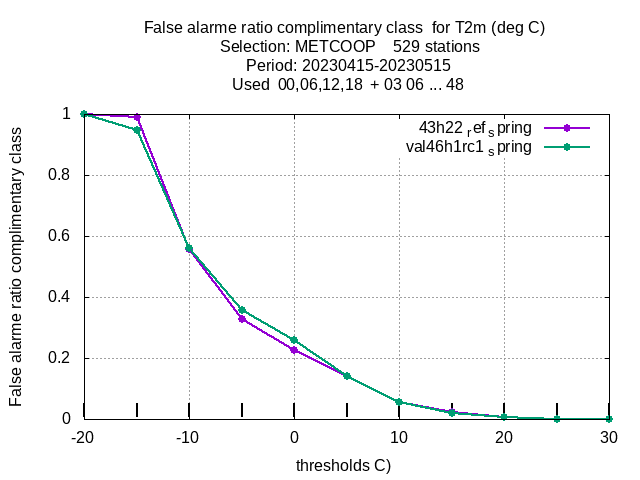 False alarme ratio complimentary class  for T2m (deg C)
Selection: METCOOP    529 stations
Period: 20230415-20230515
Used  00,06,12,18  + 03 06 ... 48
43h22 ref spring
val46h1rc1 spring
False alarme ratio complimentary class
1
0.8
0.6
0.4
0.2
0
-20 -10 0 10 20 30
thresholds C)